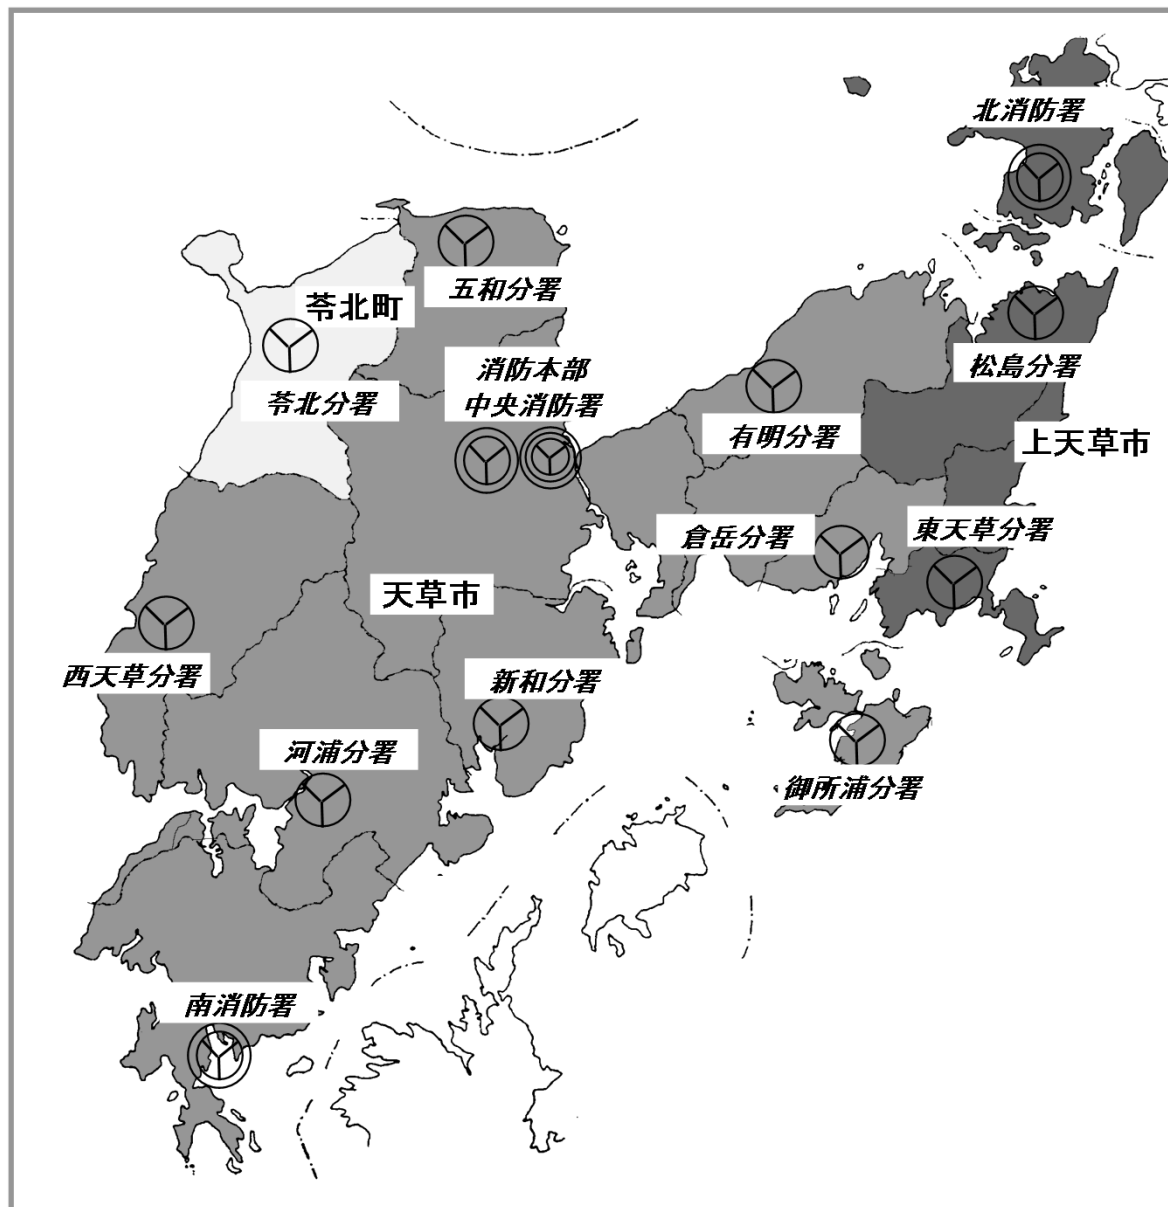 北消防署
五和分署
苓北町
松島分署
消防本部
中央消防署
苓北分署
有明分署
上天草市
倉岳分署
東天草分署
天草市
西天草分署
新和分署
河浦分署
御所浦分署
南消防署